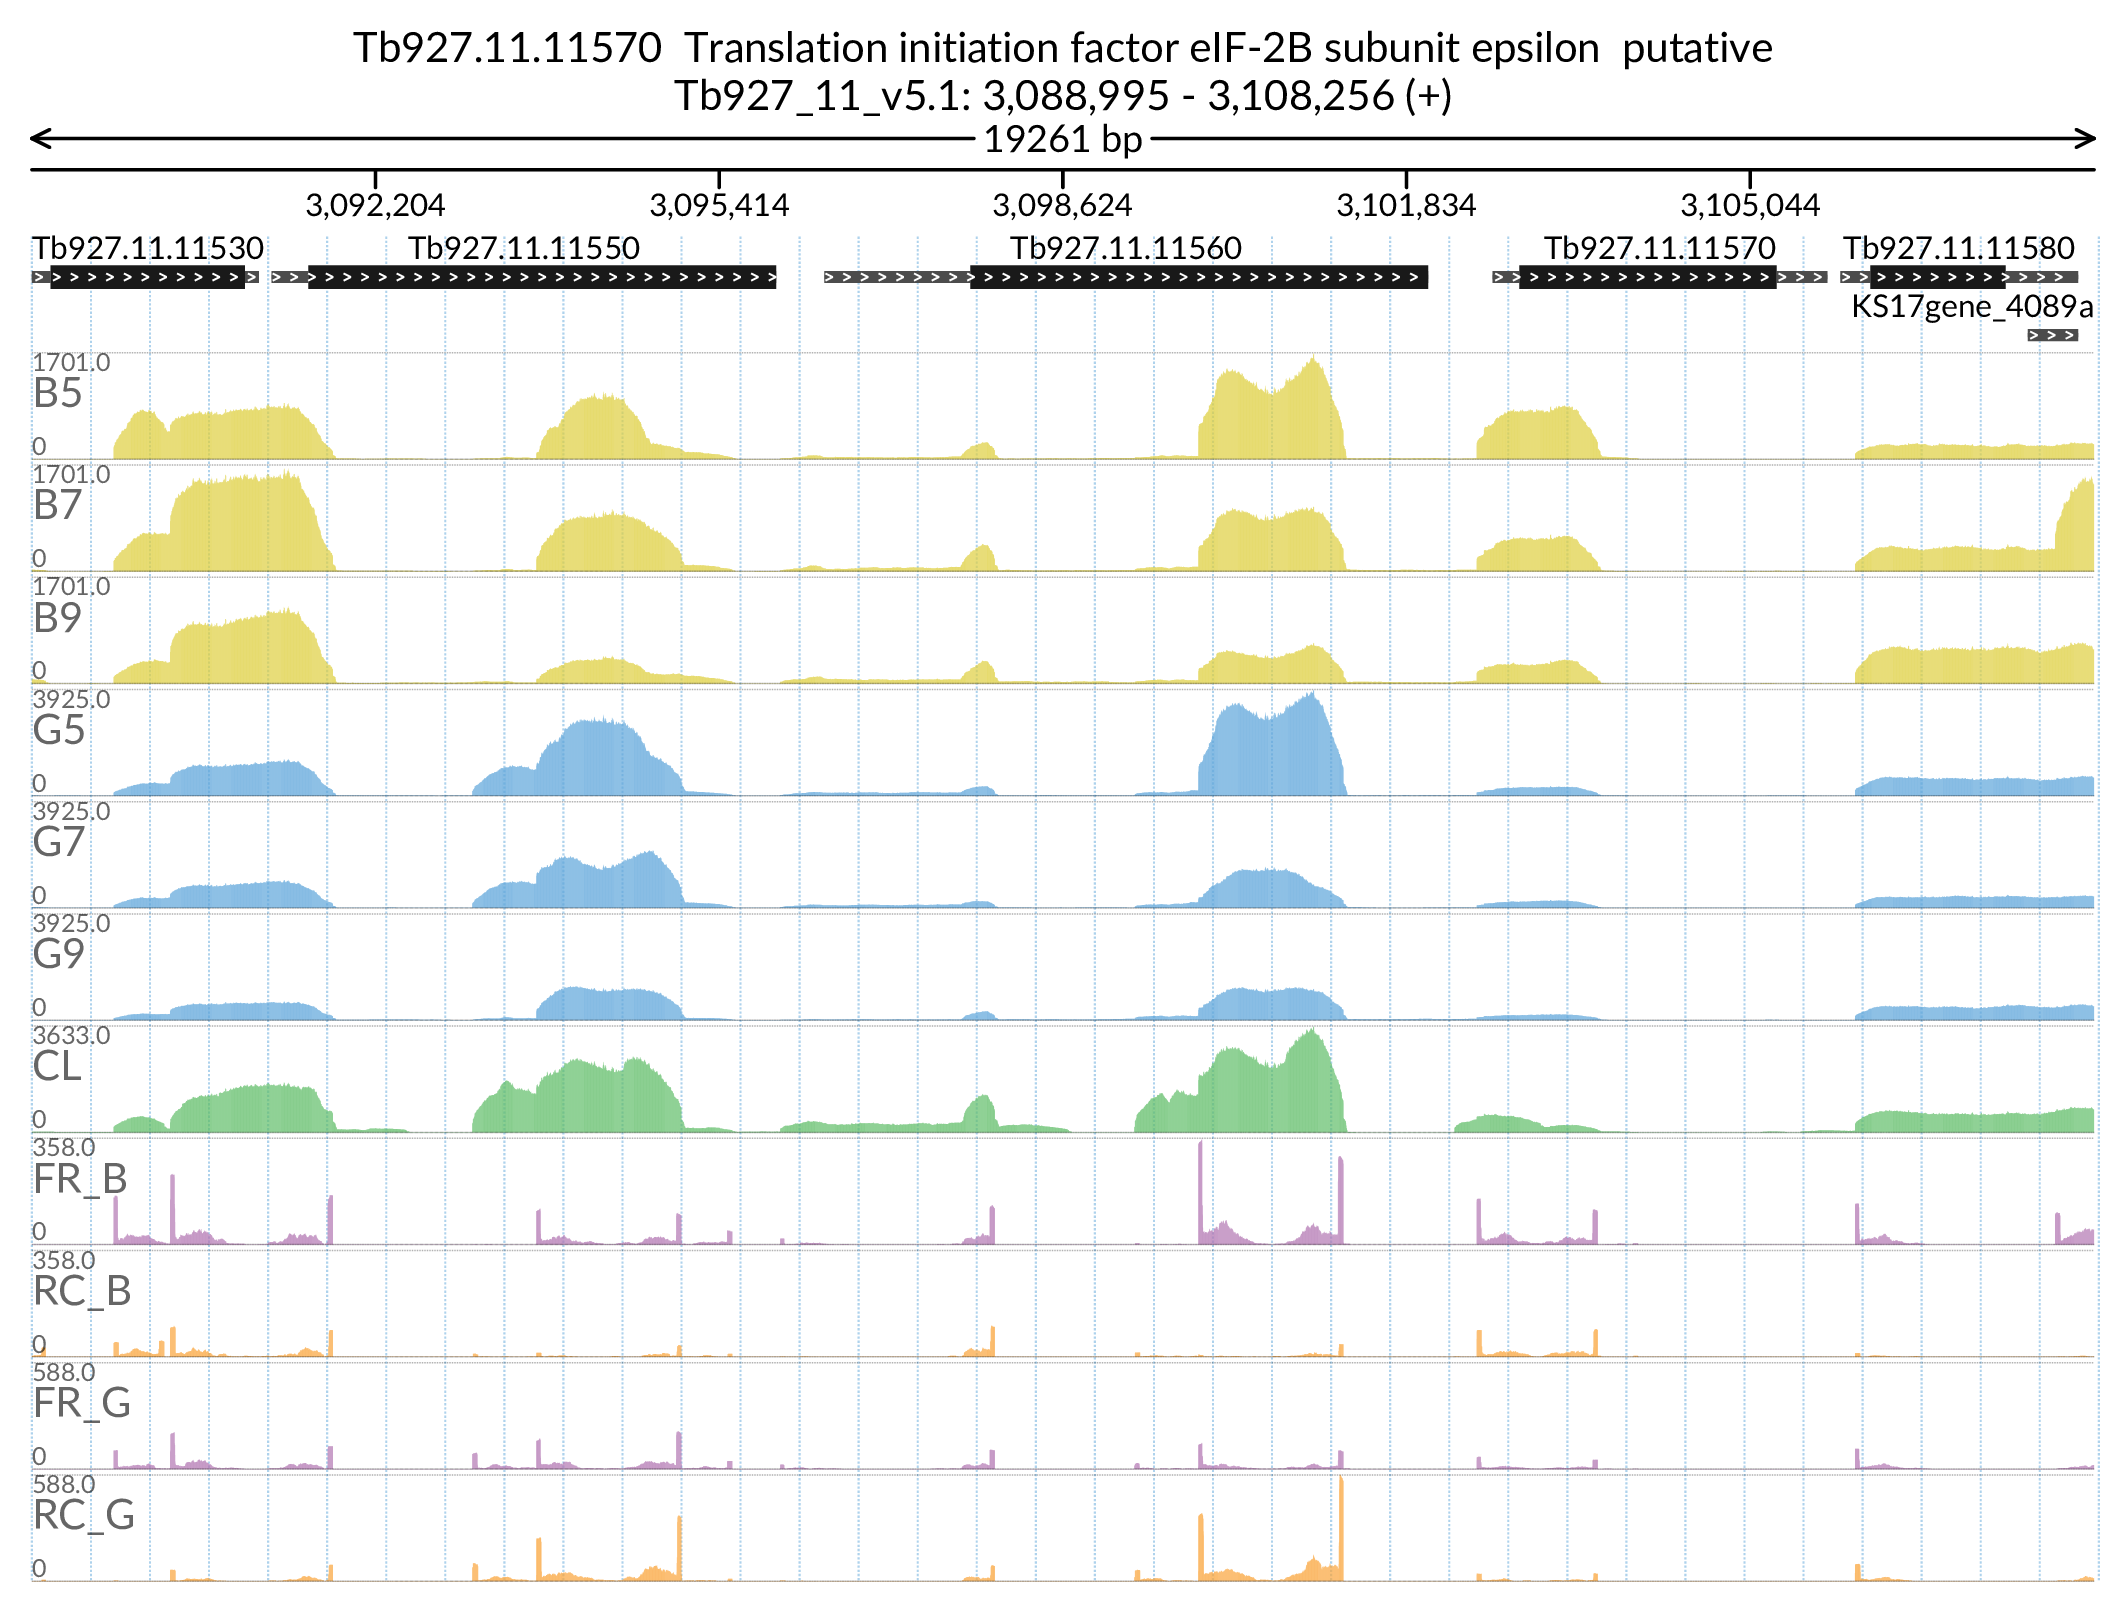 Tb927.11.11570 Translation initiation factor eIF-2B subunit epsilon putative
Tb927_11_v5.1: 3,088,995 - 3,108,256 (+)
19261 bp
3,092,204 3,095,414 3,098,624 3,101,834 3,105,044
Tb927.11.11530 Tb927.11.11550 Tb927.11.11560 Tb927.11.11570 Tb927.11.11580
KS17gene_4089a
1701.0
B5
0
1701.0
B7
0
1701.0
B9
0
3925.0
G5
0
3925.0
G7
0
3925.0
G9
0
3633.0
CL
0
358.0
FR_B
0
358.0
RC_B
0
588.0
FR_G
0
588.0
RC_G
0